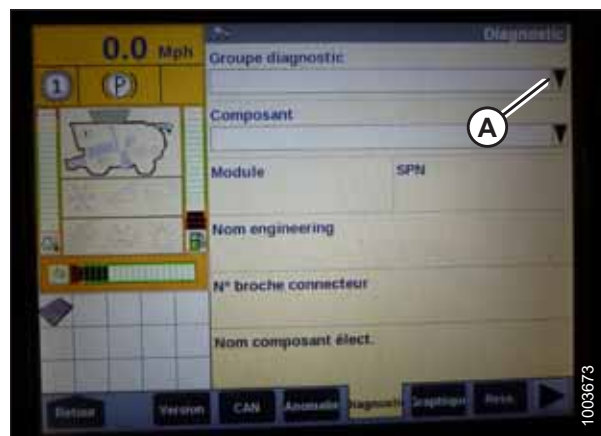 Diagnostic
0.0 Mph
Groupe diagnostic
1 (P)
A
Composant
Module SPN
Nom engineering
N° broche connecteur
Nom composant élect.
Retour Version CAN Anomalie Diagnostic Graphique
1003673